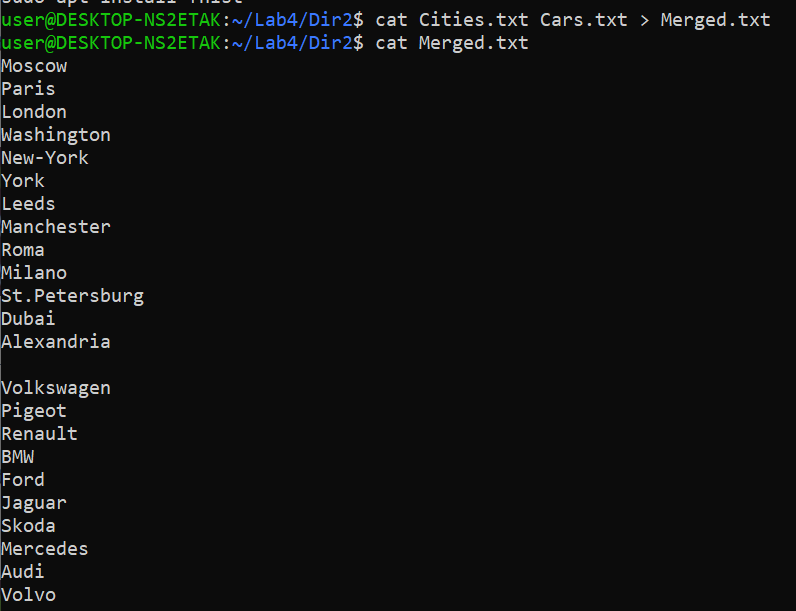 user@DESKTOP-NS2ETAK:~/Lab4/Dir2$ cat Cities.txt Cars.txt > Merged.txt
user@DESKTOP-NS2ETAK:~/Lab4/Dir2$ cat Merged.txt
Moscow
Paris
London
Washington
New-York
York
Leeds
Manchester
Roma
Milano
St.Petersburg
Dubai
Alexandria
Volkswagen
Pigeot
Renault
BMW
Ford
Jaguar
Skoda
Mercedes
Audi
Volvo